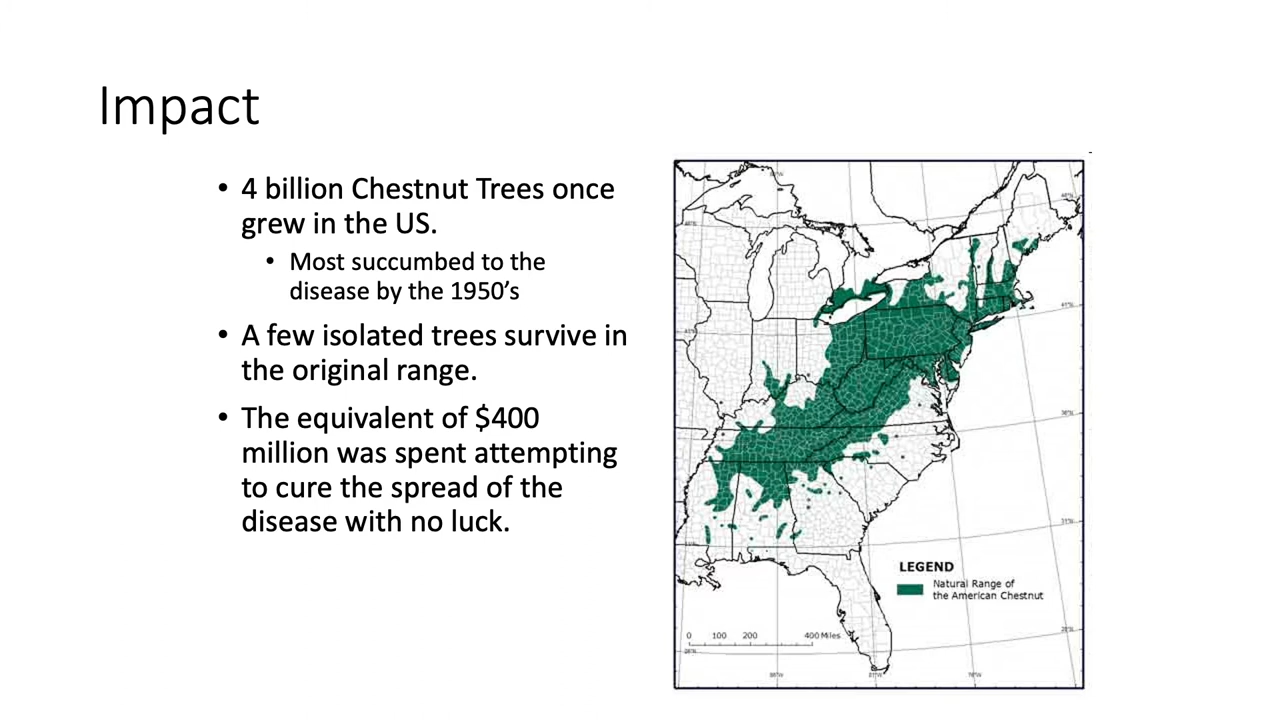 Impact
• 4 billion Chestnut Trees once
grew in the US.
• Most succumbed to the
disease by the 1950’s
• A few isolated trees survive in
the original range.
• The equivalent of $400
million was spent attempting
to cure the spread of the
disease with no luck.
LEGEND
Natural Range of
the American Chestnut
0 100 200 400 Miles